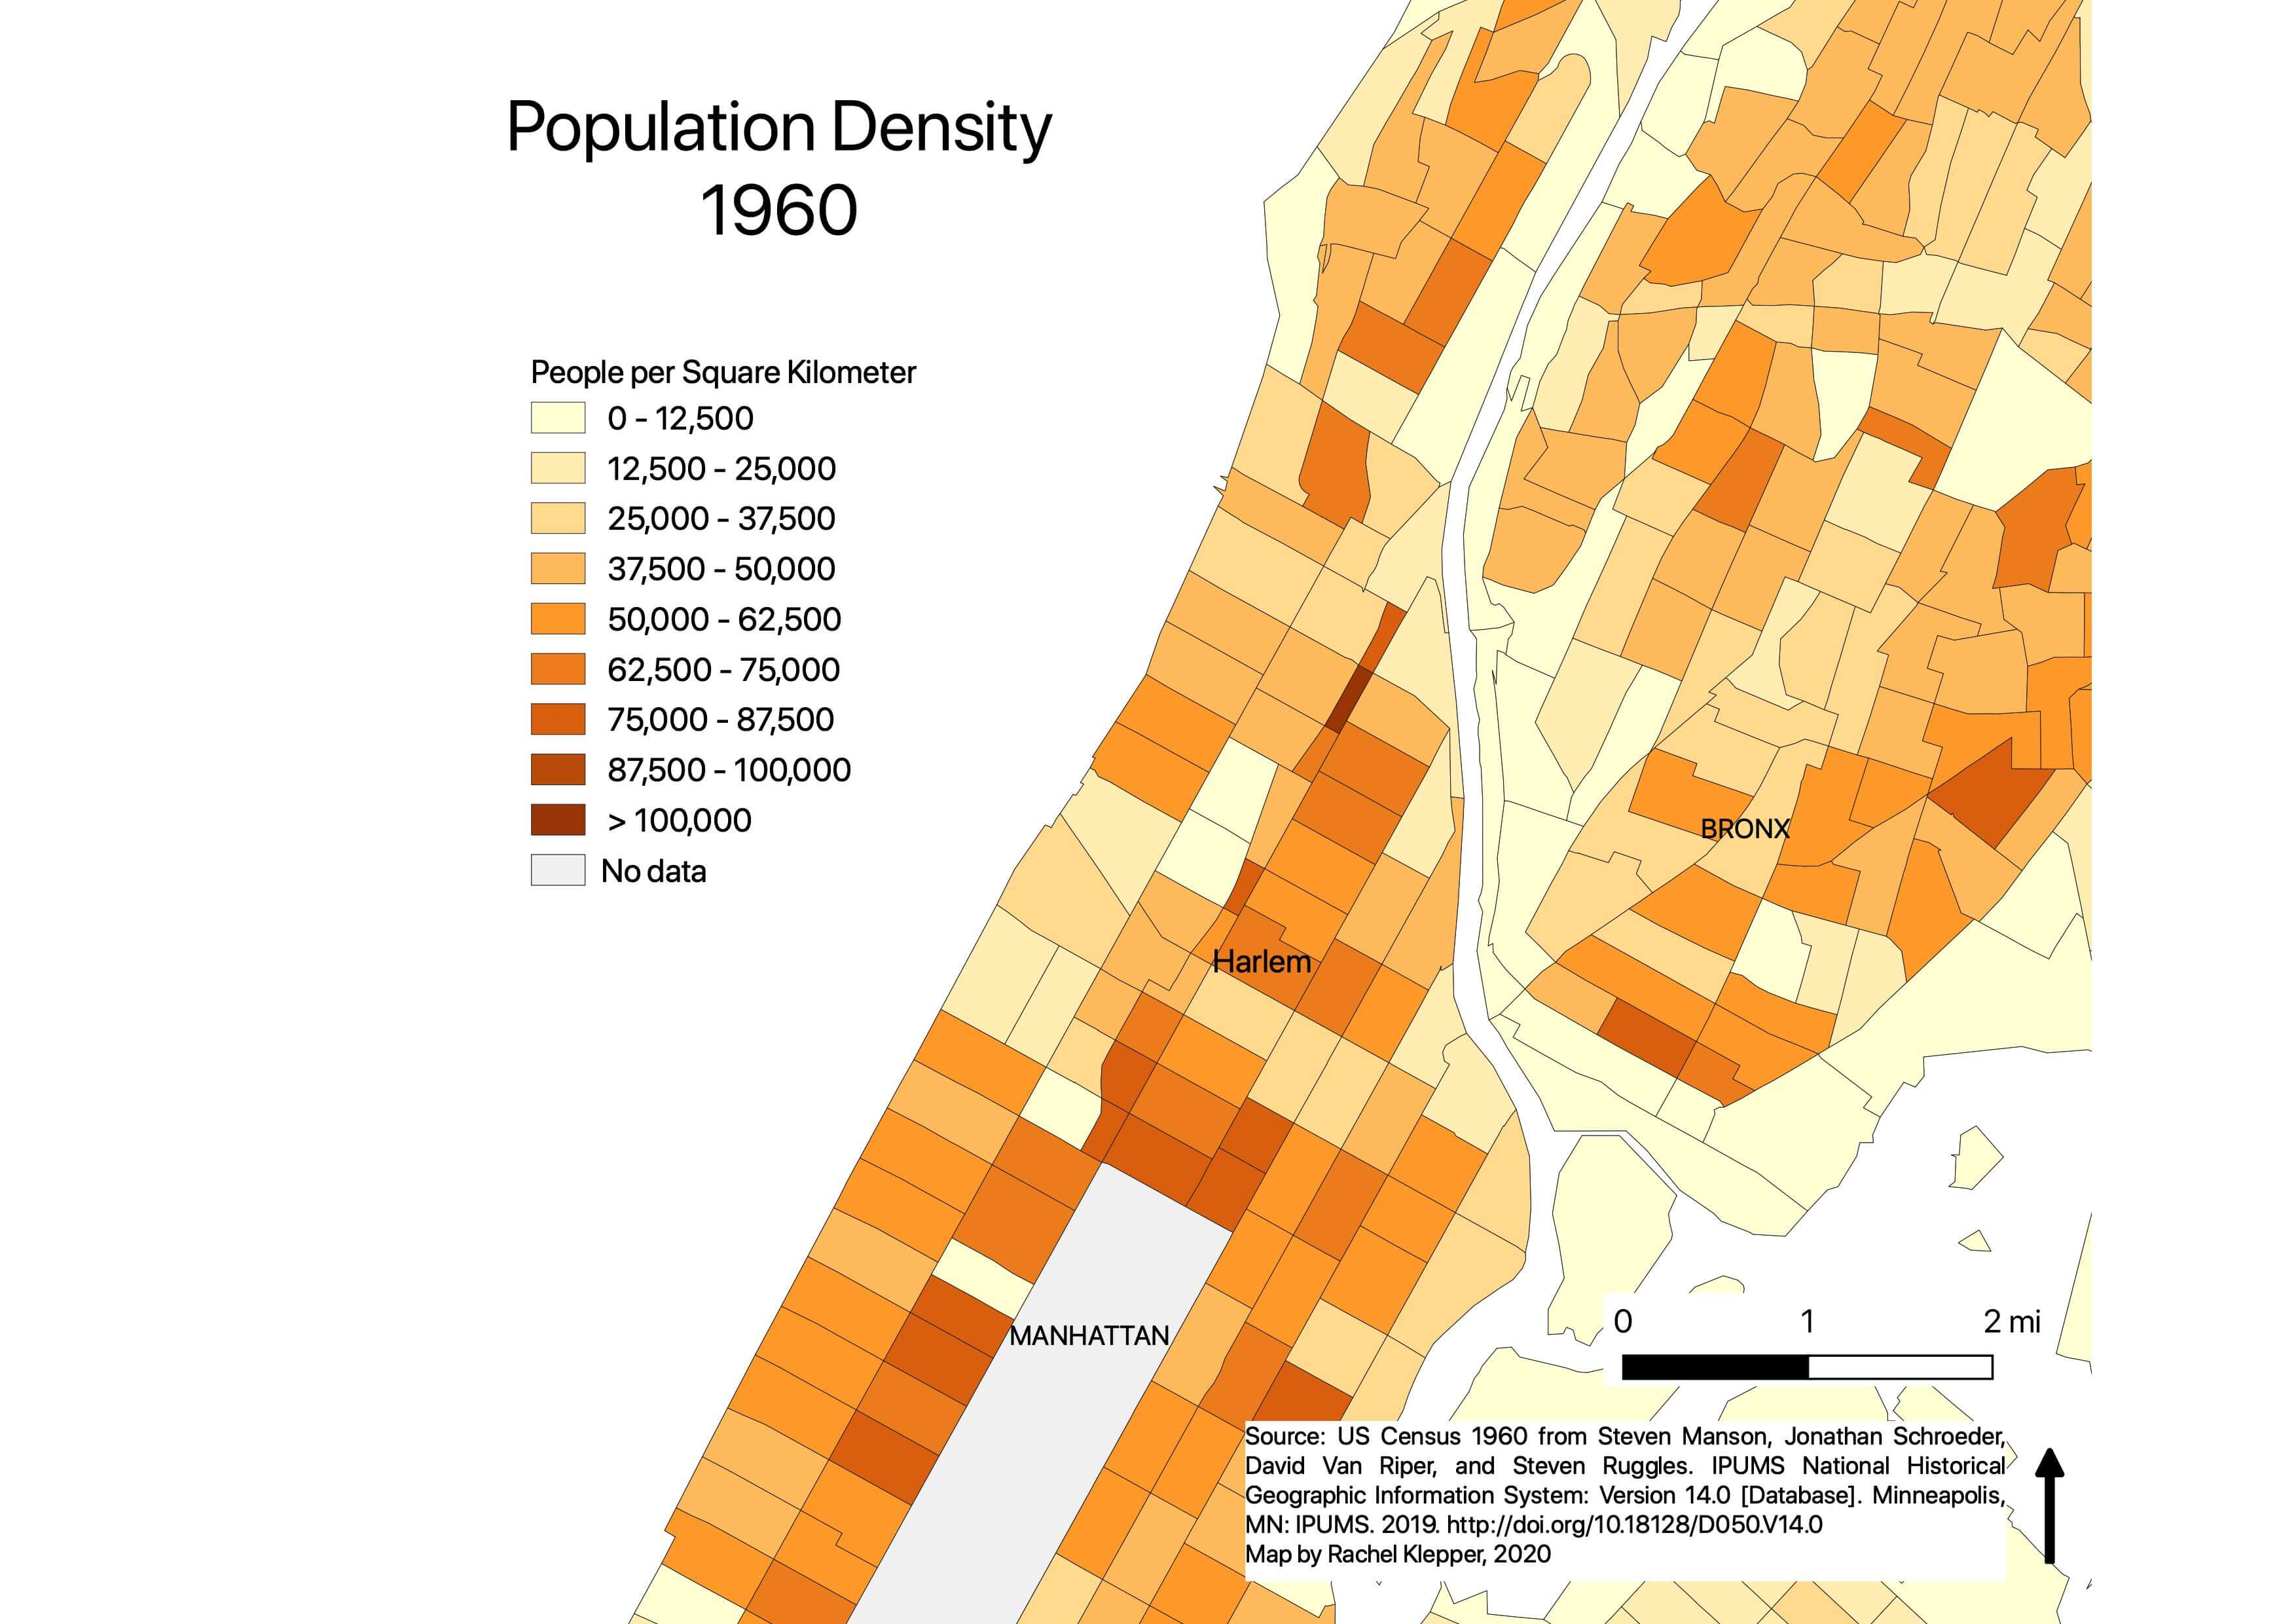 Population Density
1960
People per Square Kilometer
0 - 12,500
12,500 - 25,000
25,000 - 37,500
37,500 - 50,000
50,000 - 62,500
62,500 - 75,000
75,000 - 87,500
87,500 - 100,000
> 100,000
No data
BRONX
Harlem
MANHATTAN
0 1 2 mi
Source: US Census 1960 from Steven Manson, Jonathan Schroeder,
David Van Riper, and Steven Ruggles. IPUMS National Historical
Geographic Information System: Version 14.0 [Database]. Minneapolis,
MN: IPUMS. 2019. http://doi.org/10.18128/D050.V14.0
Map by Rachel Klepper, 2020